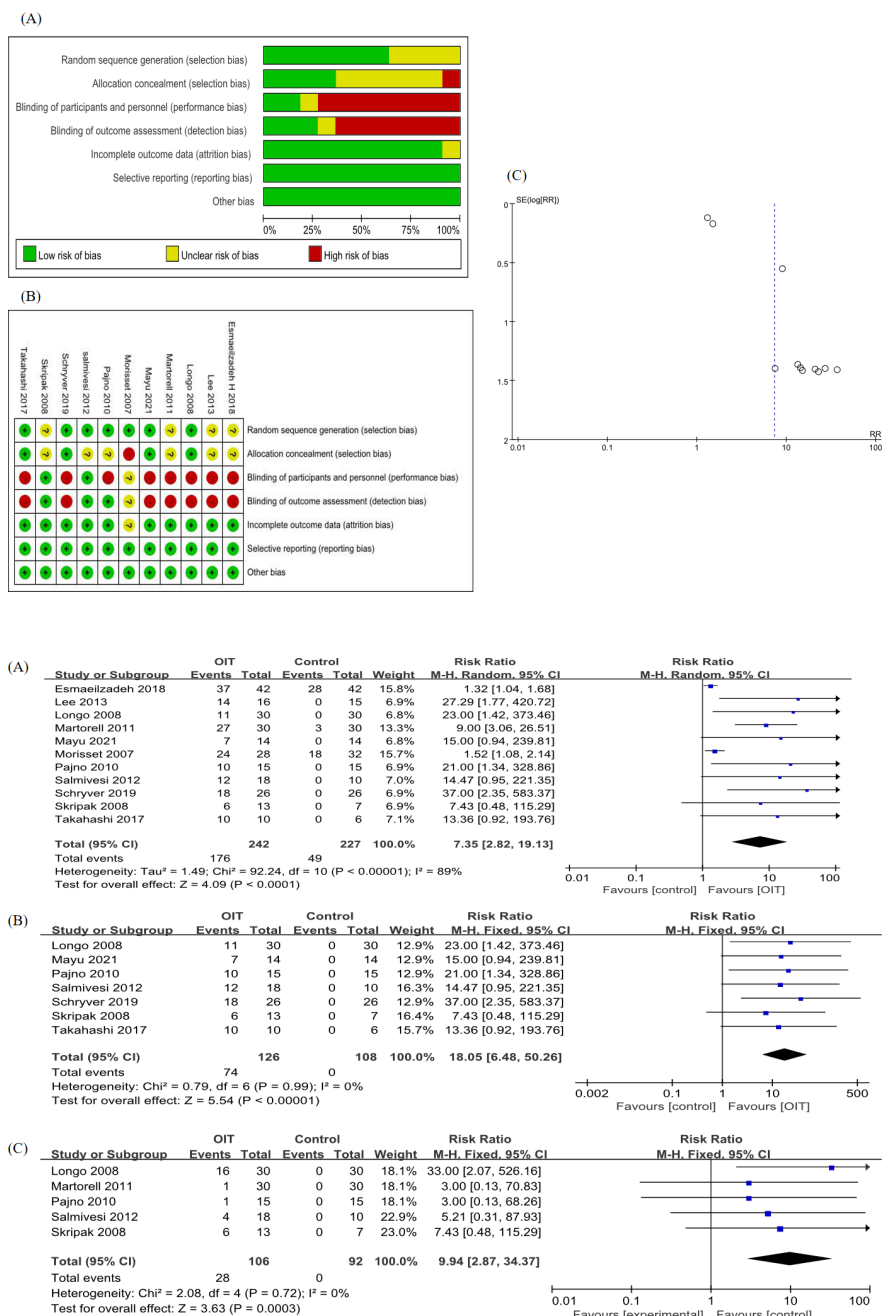 (A)
Random sequence generation (selection bias)
Allocation concealment (selection bias)
Blinding of participants and personnel (performance bias)
Blinding of outcome assessment (detection bias)
Incomplete outcome data (attrition bias)
Selective reporting (reporting bias)
Other bias
0% 25% 50% 75% 100%
Low risk of bias Unclear risk of bias High risk of bias
(B)
Takahashi 2017
Skripak 2008
Schryver 2019
salmivesi 2012
Pajno 2010
Morisset 2007
Mayu 2021
Martorell 2011
Longo 2008
Lee 2013
Esmaeilzadeh H 2018
+ ? + + + + + ? + ? ? Random sequence generation (selection bias)
+ ? + ? ? + + ? ? Allocation concealment (selection bias)
+ + ? Blinding of participants and personnel (performance bias)
+ + + ? Blinding of outcome assessment (detection bias)
+ + + + + ? + + + + + Incomplete outcome data (attrition bias)
+ + + + + + + + + + + Selective reporting (reporting bias)
+ + + + + + + + + + + Other bias
(C)
SE(log[RR])
0
0.5
1
1.5
2
RR
0.01 0.1 1 10 100
(A)
OIT Control Risk Ratio Risk Ratio
Study or Subgroup Events Total Events Total Weight M-H, Random, 95% CI M-H, Random, 95% CI
Esmaeilzadeh 2018 37 42 28 42 15.8% 1.32 [1.04, 1.68]
Lee 2013 14 16 0 15 6.9% 27.29 [1.77, 420.72]
Longo 2008 11 30 0 30 6.8% 23.00 [1.42, 373.46]
Martorell 2011 27 30 3 30 13.3% 9.00 [3.06, 26.51]
Mayu 2021 7 14 0 14 6.8% 15.00 [0.94, 239.81]
Morisset 2007 24 28 18 32 15.7% 1.52 [1.08, 2.14]
Pajno 2010 10 15 0 15 6.9% 21.00 [1.34, 328.86]
Salmivesi 2012 12 18 0 10 7.0% 14.47 [0.95, 221.35]
Schryver 2019 18 26 0 26 6.8% 37.00 [2.35, 583.37]
Skripak 2008 6 13 0 7 6.9% 7.43 [0.48, 115.29]
Takahashi 2017 10 10 0 6 7.1% 13.36 [0.92, 193.76]
Total (95% CI) 242 227 100.0% 7.35 [2.82, 19.13]
Total events 176 49
Heterogeneity: Tau² = 1.49; Chi² = 92.24, df = 10 (P < 0.00001); I² = 89%
Test for overall effect: Z = 4.09 (P < 0.0001)
0.01 0.1 1 10 100
Favours [control] Favours [OIT]
(B)
OIT Control Risk Ratio Risk Ratio
Study or Subgroup Events Total Events Total Weight M-H, Fixed, 95% CI M-H, Fixed, 95% CI
Longo 2008 11 30 0 30 12.9% 23.00 [1.42, 373.46]
Mayu 2021 7 14 0 14 12.9% 15.00 [0.94, 239.81]
Pajno 2010 10 15 0 15 12.9% 21.00 [1.34, 328.86]
Salmivesi 2012 12 18 0 10 16.3% 14.47 [0.95, 221.35]
Schryver 2019 18 26 0 26 12.9% 37.00 [2.35, 583.37]
Skripak 2008 6 13 0 7 16.4% 7.43 [0.48, 115.29]
Takahashi 2017 10 10 0 6 15.7% 13.36 [0.92, 193.76]
Total (95% CI) 126 108 100.0% 18.05 [6.48, 50.26]
Total events 74 0
Heterogeneity: Chi² = 0.79, df = 6 (P = 0.99); I² = 0%
Test for overall effect: Z = 5.54 (P < 0.00001)
0.002 0.1 1 10 500
Favours [control] Favours [OIT]
(C)
OIT Control Risk Ratio Risk Ratio
Study or Subgroup Events Total Events Total Weight M-H, Fixed, 95% CI M-H, Fixed, 95% CI
Longo 2008 16 30 0 30 18.1% 33.00 [2.07, 526.16]
Martorell 2011 1 30 0 30 18.1% 3.00 [0.13, 70.83]
Pajno 2010 1 15 0 15 18.1% 3.00 [0.13, 68.26]
Salmivesi 2012 4 18 0 10 22.9% 5.21 [0.31, 87.93]
Skripak 2008 6 13 0 7 23.0% 7.43 [0.48, 115.29]
Total (95% CI) 106 92 100.0% 9.94 [2.87, 34.37]
Total events 28 0
Heterogeneity: Chi² = 2.08, df = 4 (P = 0.72); I² = 0%
Test for overall effect: Z = 3.63 (P = 0.0003)
0.01 0.1 1 10 100
Favours [experimental] Favours [control]